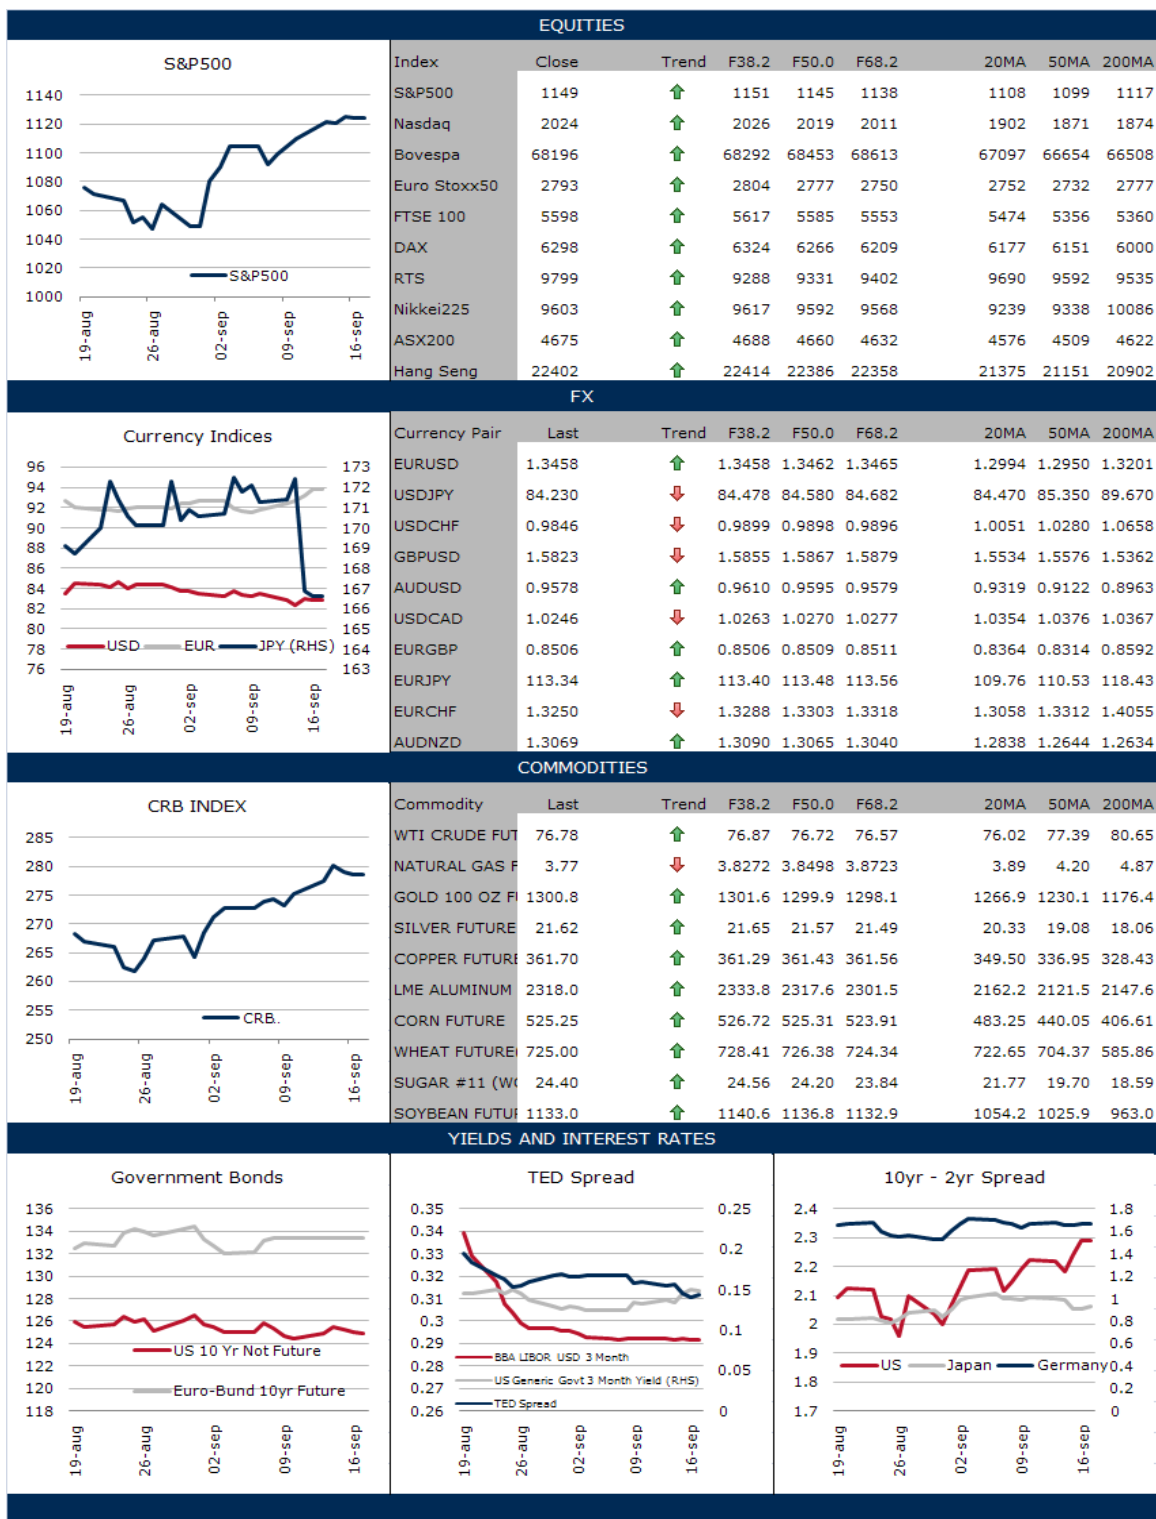 EQUITIES
S&P500
1140
1120
1100
1080
1060
1040
1020
1000
S&P500
19-aug
26-aug
02-sep
09-sep
16-sep
Index Close Trend F38.2 F50.0 F68.2 20MA 50MA 200MA
S&P500 1149 1151 1145 1138 1108 1099 1117
Nasdaq 2024 2026 2019 2011 1902 1871 1874
Bovespa 68196 68292 68453 68613 67097 66654 66508
Euro Stoxx50 2793 2804 2777 2750 2752 2732 2777
FTSE 100 5598 5617 5585 5553 5474 5356 5360
DAX 6298 6324 6266 6209 6177 6151 6000
RTS 9799 9288 9331 9402 9690 9592 9535
Nikkei225 9603 9617 9592 9568 9239 9338 10086
ASX200 4675 4688 4660 4632 4576 4509 4622
Hang Seng 22402 22414 22386 22358 21375 21151 20902
FX
Currency Indices
96 173
94 172
92 171
90 170
88 169
86 168
84 167
82 166
80 165
78 164
76 163
USD EUR JPY (RHS)
19-aug
26-aug
02-sep
09-sep
16-sep
Currency Pair Last Trend F38.2 F50.0 F68.2 20MA 50MA 200MA
EURUSD 1.3458 1.3458 1.3462 1.3465 1.2994 1.2950 1.3201
USDJPY 84.230 84.478 84.580 84.682 84.470 85.350 89.670
USDCHF 0.9846 0.9899 0.9898 0.9896 1.0051 1.0280 1.0658
GBPUSD 1.5823 1.5855 1.5867 1.5879 1.5534 1.5576 1.5362
AUDUSD 0.9578 0.9610 0.9595 0.9579 0.9319 0.9122 0.8963
USDCAD 1.0246 1.0263 1.0270 1.0277 1.0354 1.0376 1.0367
EURGBP 0.8506 0.8506 0.8509 0.8511 0.8364 0.8314 0.8592
EURJPY 113.34 113.40 113.48 113.56 109.76 110.53 118.43
EURCHF 1.3250 1.3288 1.3303 1.3318 1.3058 1.3312 1.4055
AUDNZD 1.3069 1.3090 1.3065 1.3040 1.2838 1.2644 1.2634
COMMODITIES
CRB INDEX
285
280
275
270
265
260
255
250
CRB..
19-aug
26-aug
02-sep
09-sep
16-sep
Commodity Last Trend F38.2 F50.0 F68.2 20MA 50MA 200MA
WTI CRUDE FUT 76.78 76.87 76.72 76.57 76.02 77.39 80.65
NATURAL GAS F 3.77 3.8272 3.8498 3.8723 3.89 4.20 4.87
GOLD 100 OZ F 1300.8 1301.6 1299.9 1298.1 1266.9 1230.1 1176.4
SILVER FUTURE 21.62 21.65 21.57 21.49 20.33 19.08 18.06
COPPER FUTURE 361.70 361.29 361.43 361.56 349.50 336.95 328.43
LME ALUMINUM 2318.0 2333.8 2317.6 2301.5 2162.2 2121.5 2147.6
CORN FUTURE 525.25 526.72 525.31 523.91 483.25 440.05 406.61
WHEAT FUTURE( 725.00 728.41 726.38 724.34 722.65 704.37 585.86
SUGAR #11 (W 24.40 24.56 24.20 23.84 21.77 19.70 18.59
SOYBEAN FUTU 1133.0 1140.6 1136.8 1132.9 1054.2 1025.9 963.0
YIELDS AND INTEREST RATES
Government Bonds
136
134
132
130
128
126
124
122
120
118
US 10 Yr Not Future
Euro-Bund 10yr Future
19-aug
26-aug
02-sep
09-sep
16-sep
TED Spread
0.35
0.34
0.33
0.32
0.31
0.3
0.29
0.28
0.27
0.26
0.25
0.2
0.15
0.1
0.05
0
BBA LIBOR USD 3 Month
US Generic Govt 3 Month Yield (RHS)
TED Spread
19-aug
26-aug
02-sep
09-sep
16-sep
10yr - 2yr Spread
2.4
2.3
2.2
2.1
2
1.9
1.8
1.7
1.8
1.6
1.4
1.2
1
0.8
0.6
0.4
0.2
0
US Japan Germany
19-aug
26-aug
02-sep
09-sep
16-sep